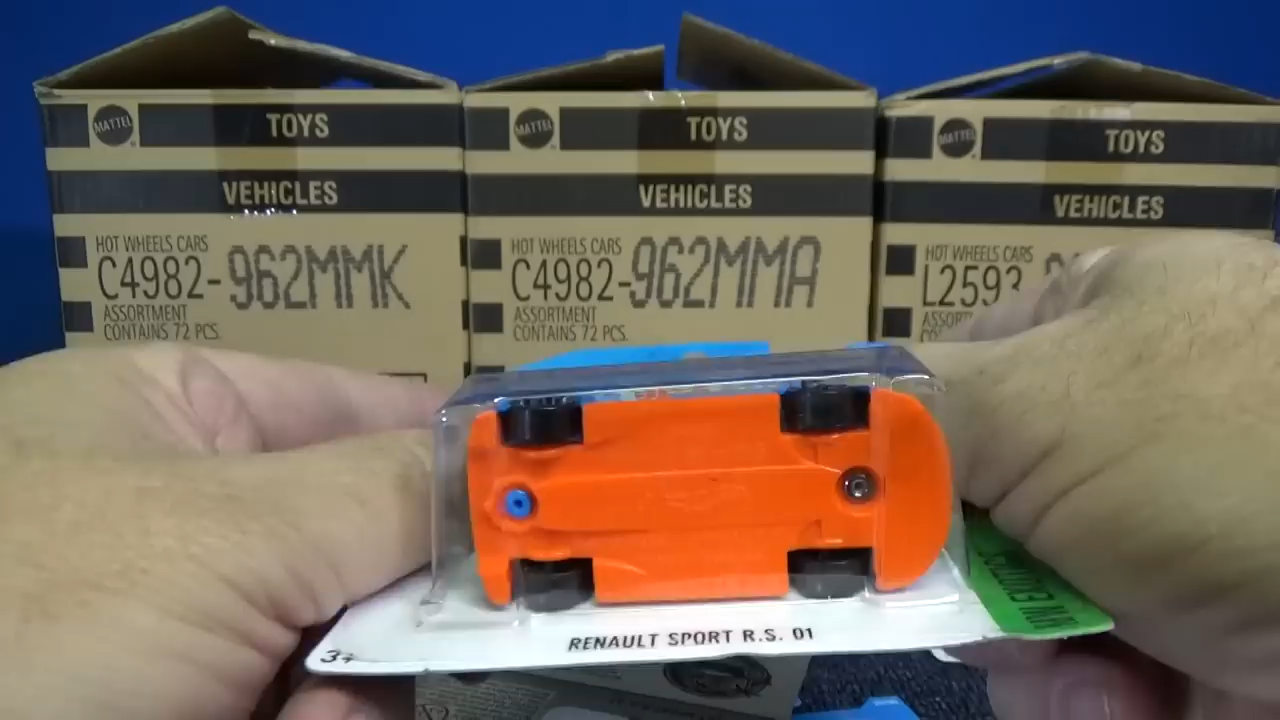 MATTEL TOYS
VEHICLES
HOT WHEELS CARS
C4982-962MMK
ASSORTMENT
CONTAINS 72 PCS.
MATTEL TOYS
VEHICLES
HOT WHEELS CARS
C4982-962MMA
ASSORTMENT
CONTAINS 72 PCS.
MATTEL TOYS
VEHICLES
HOT WHEELS CARS
L2593
RENAULT SPORT R.S. 01
3+